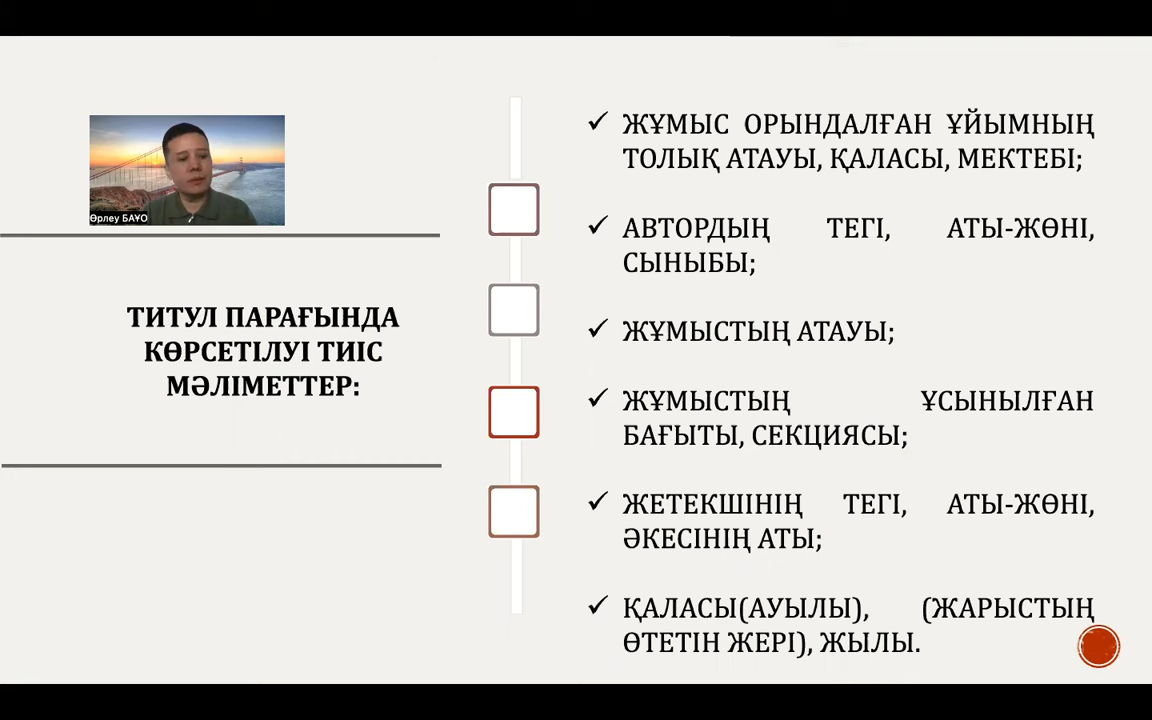 Өрлеу БАҰО
ТИТУЛ ПАРАҒЫНДА
КӨРСЕТІЛУІ ТИІС
МӘЛІМЕТТЕР:
✓ ЖҰМЫС ОРЫНДАЛҒАН ҰЙЫМНЫҢ
ТОЛЫҚ АТАУЫ, ҚАЛАСЫ, МЕКТЕБІ;
✓ АВТОРДЫҢ ТЕГІ, АТЫ-ЖӨНІ,
СЫНЫБЫ;
✓ ЖҰМЫСТЫҢ АТАУЫ;
✓ ЖҰМЫСТЫҢ ҰСЫНЫЛҒАН
БАҒЫТЫ, СЕКЦИЯСЫ;
✓ ЖЕТЕКШІНІҢ ТЕГІ, АТЫ-ЖӨНІ,
ӘКЕСІНІҢ АТЫ;
✓ ҚАЛАСЫ(АУЫЛЫ), (ЖАРЫСТЫҢ
ӨТЕТІН ЖЕРІ), ЖЫЛЫ.